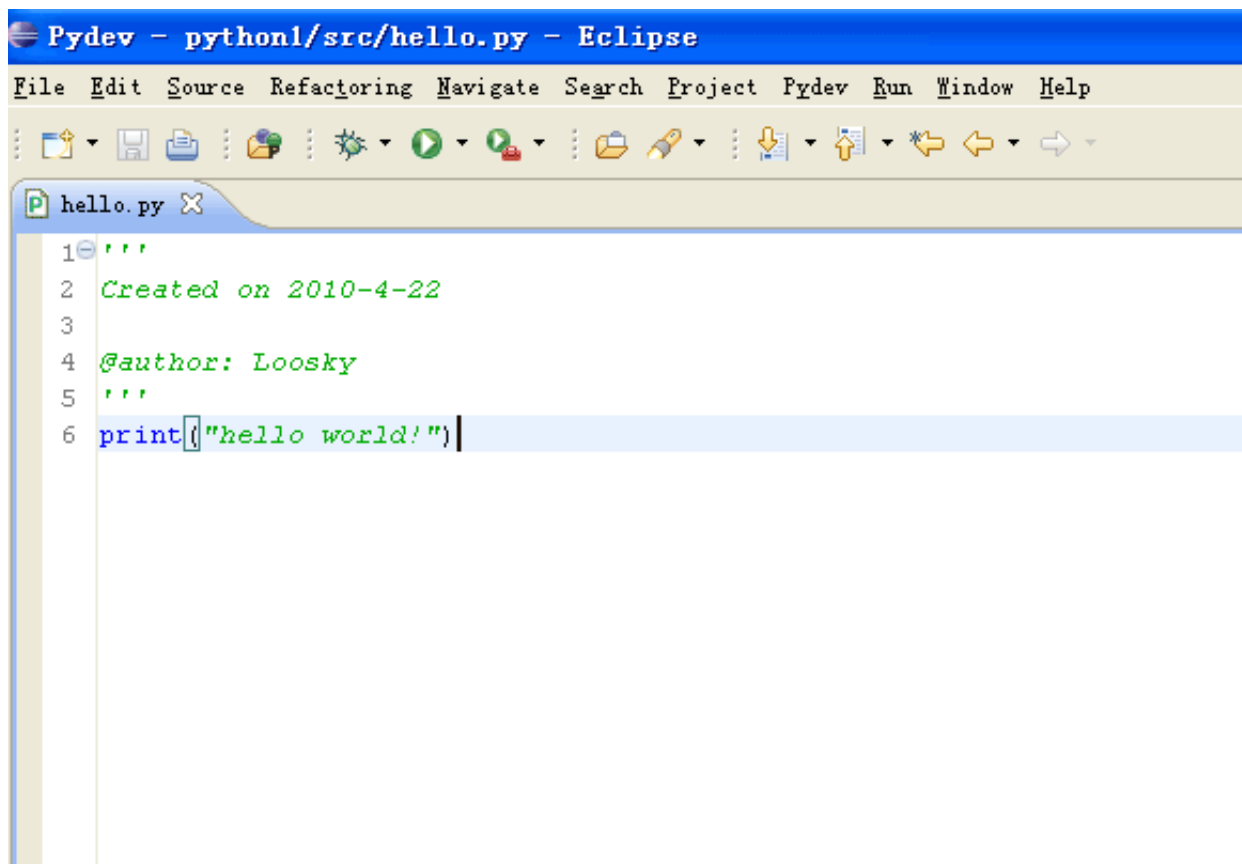 Pydev - python1/src/hello.py - Eclipse
File Edit Source Refactoring Navigate Search Project Pydev Run Window Help
hello.py
1 '''
2 Created on 2010-4-22
3
4 @author: Loosky
5 '''
6 print("hello world!")